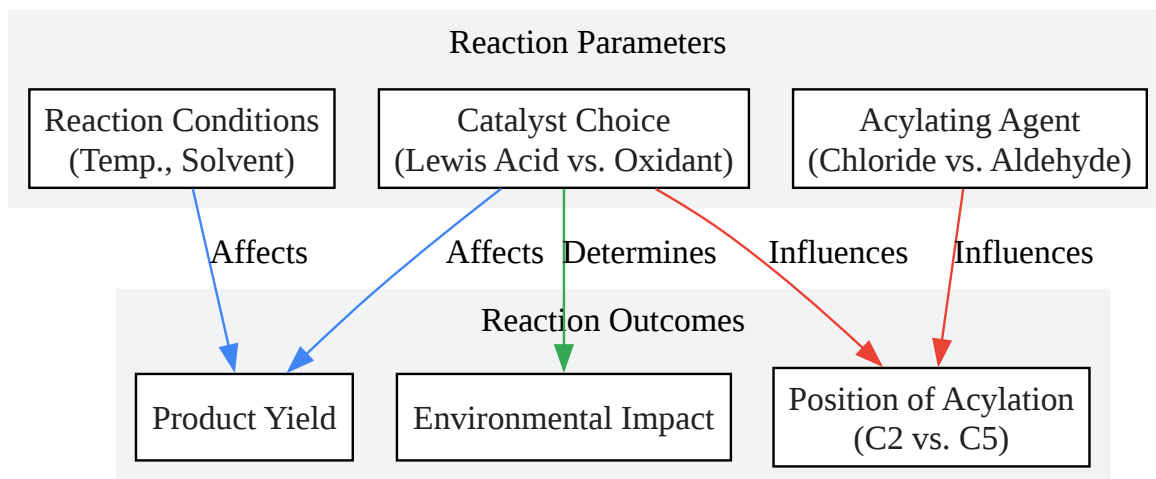 Reaction Parameters
Reaction Conditions
(Temp., Solvent)
Catalyst Choice
(Lewis Acid vs. Oxidant)
Acylating Agent
(Chloride vs. Aldehyde)
Affects
Affects
Determines
Influences
Influences
Reaction Outcomes
Product Yield
Environmental Impact
Position of Acylation
(C2 vs. C5)